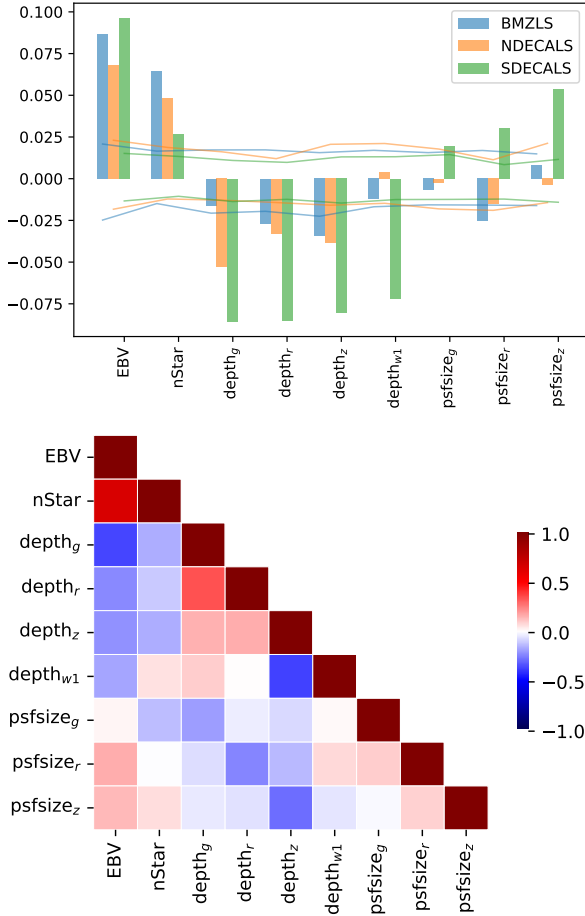 0.100
0.075
0.050
0.025
0.000
−0.025
−0.050
−0.075
BMZLS
NDECALS
SDECALS
EBV
nStar
depth_g
depth_r
depth_z
depth_w1
psfsize_g
psfsize_r
psfsize_z
EBV
nStar
depth_g
depth_r
depth_z
depth_w1
psfsize_g
psfsize_r
psfsize_z
1.0
0.5
0.0
−0.5
−1.0
EBV
nStar
depth_g
depth_r
depth_z
depth_w1
psfsize_g
psfsize_r
psfsize_z